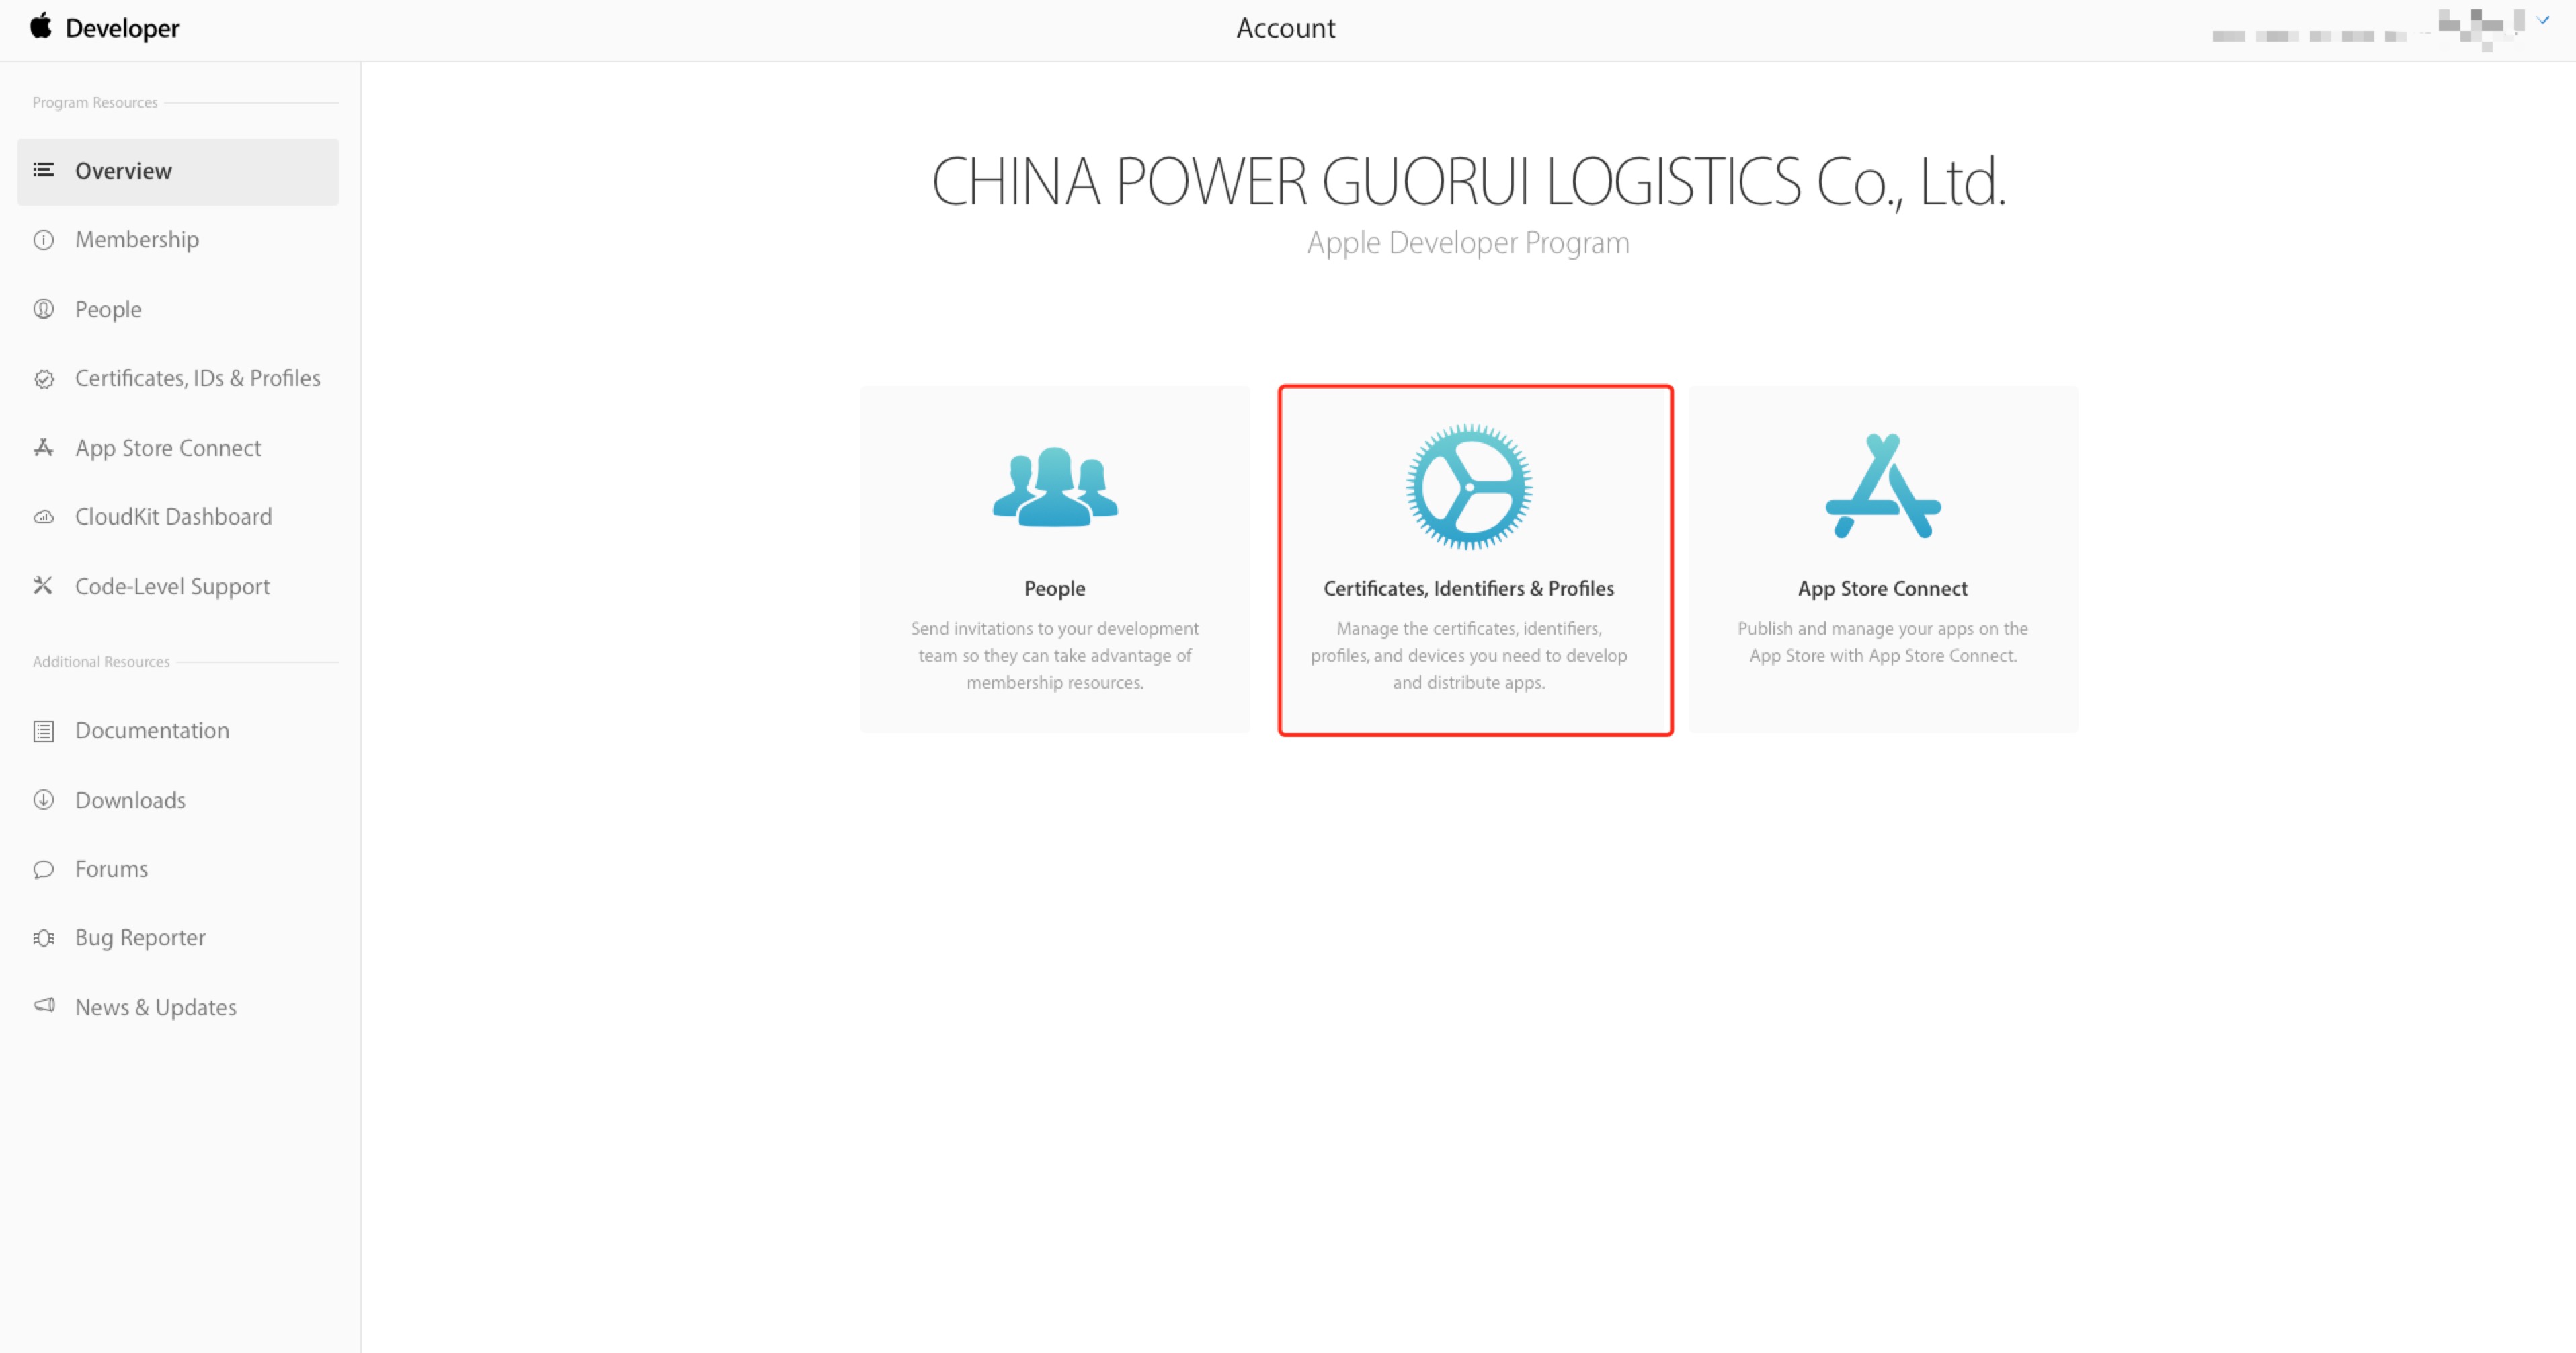 Developer
Account
Program Resources
Overview
Membership
People
Certificates, IDs & Profiles
App Store Connect
CloudKit Dashboard
Code-Level Support
Additional Resources
Documentation
Downloads
Forums
Bug Reporter
News & Updates
CHINA POWER GUORUI LOGISTICS Co., Ltd.
Apple Developer Program
People
Send invitations to your development
team so they can take advantage of
membership resources.
Certificates, Identifiers & Profiles
Manage the certificates, identifiers,
profiles, and devices you need to develop
and distribute apps.
App Store Connect
Publish and manage your apps on the
App Store with App Store Connect.